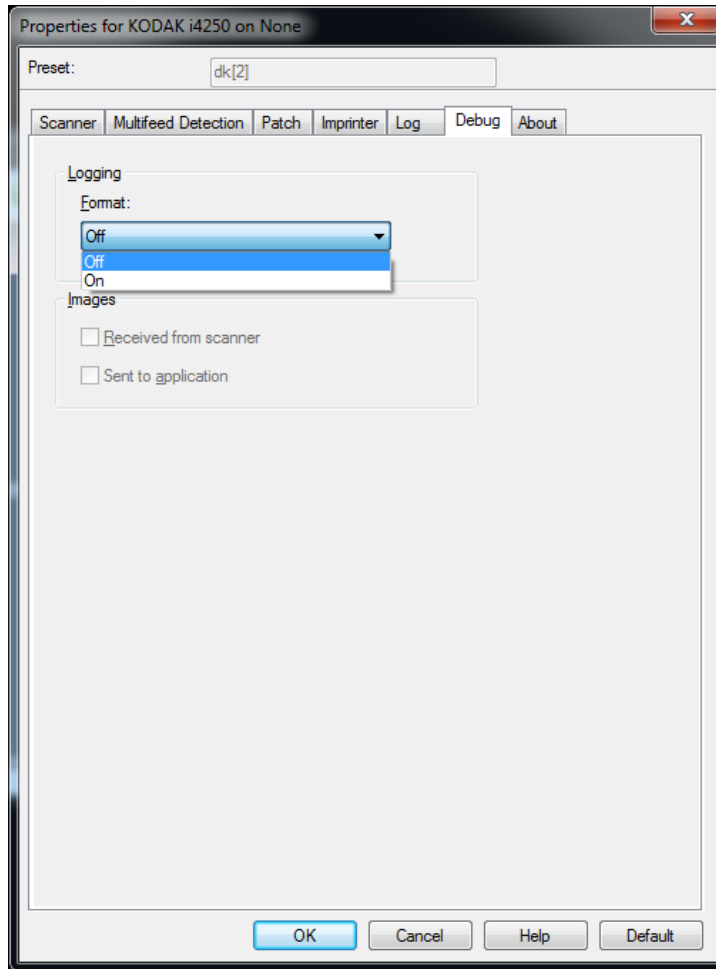 Properties for KODAK i4250 on None
Preset: dk[2]
Scanner Multifeed Detection Patch Imprinter Log Debug About
Logging
Format:
Off
Off
On
Images
Received from scanner
Sent to application
OK Cancel Help Default